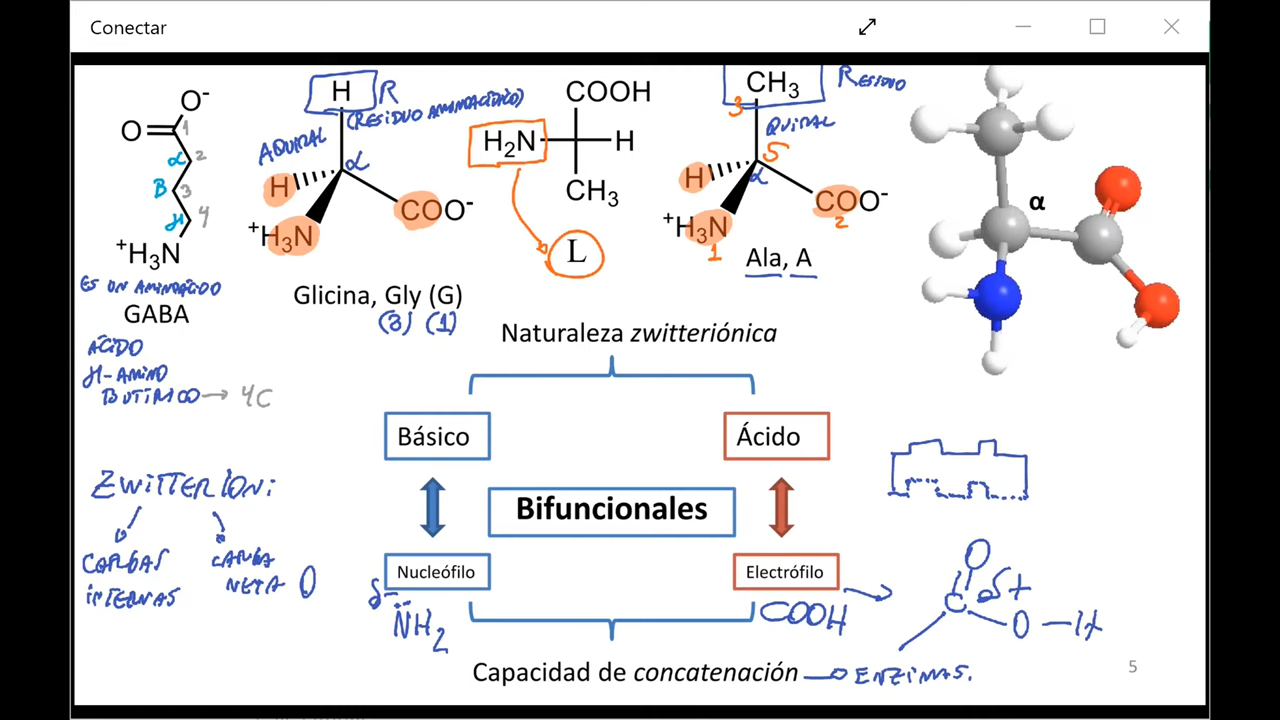 Conectar
O⁻
O
1
α
2
β
3
γ
4
⁺H₃N
ES UN AMINOÁCIDO
GABA
ÁCIDO
γ-AMINO
BUTÍRICO → 4C
H
R
(RESIDUO AMINOACÍDICO)
AQUIRAL
α
H
COO⁻
⁺H₃N
Glicina, Gly (G)
(3) (1)
COOH
H₂N
H
CH₃
L
CH₃
RESIDUO
3
QUIRAL
S
α
H
COO⁻
2
⁺H₃N
1
Ala, A
α
Naturaleza zwitteriónica
Básico
Ácido
Bifuncionales
Nucleófilo
Electrófilo
δ-
N̈H₂
COOH
ZWITTERIONi
CARGAS
INTERNAS
CARGA
NETA 0
O
C
δ+
O-H
Capacidad de concatenación → ENZIMAS.
5